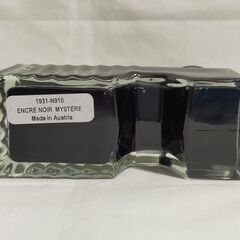 1931-N910
ENCRE NOIR MYSTÈRE
Made in Austria